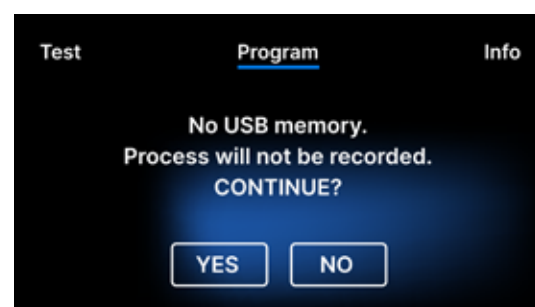 Test Program Info
No USB memory.
Process will not be recorded.
CONTINUE?
YES NO